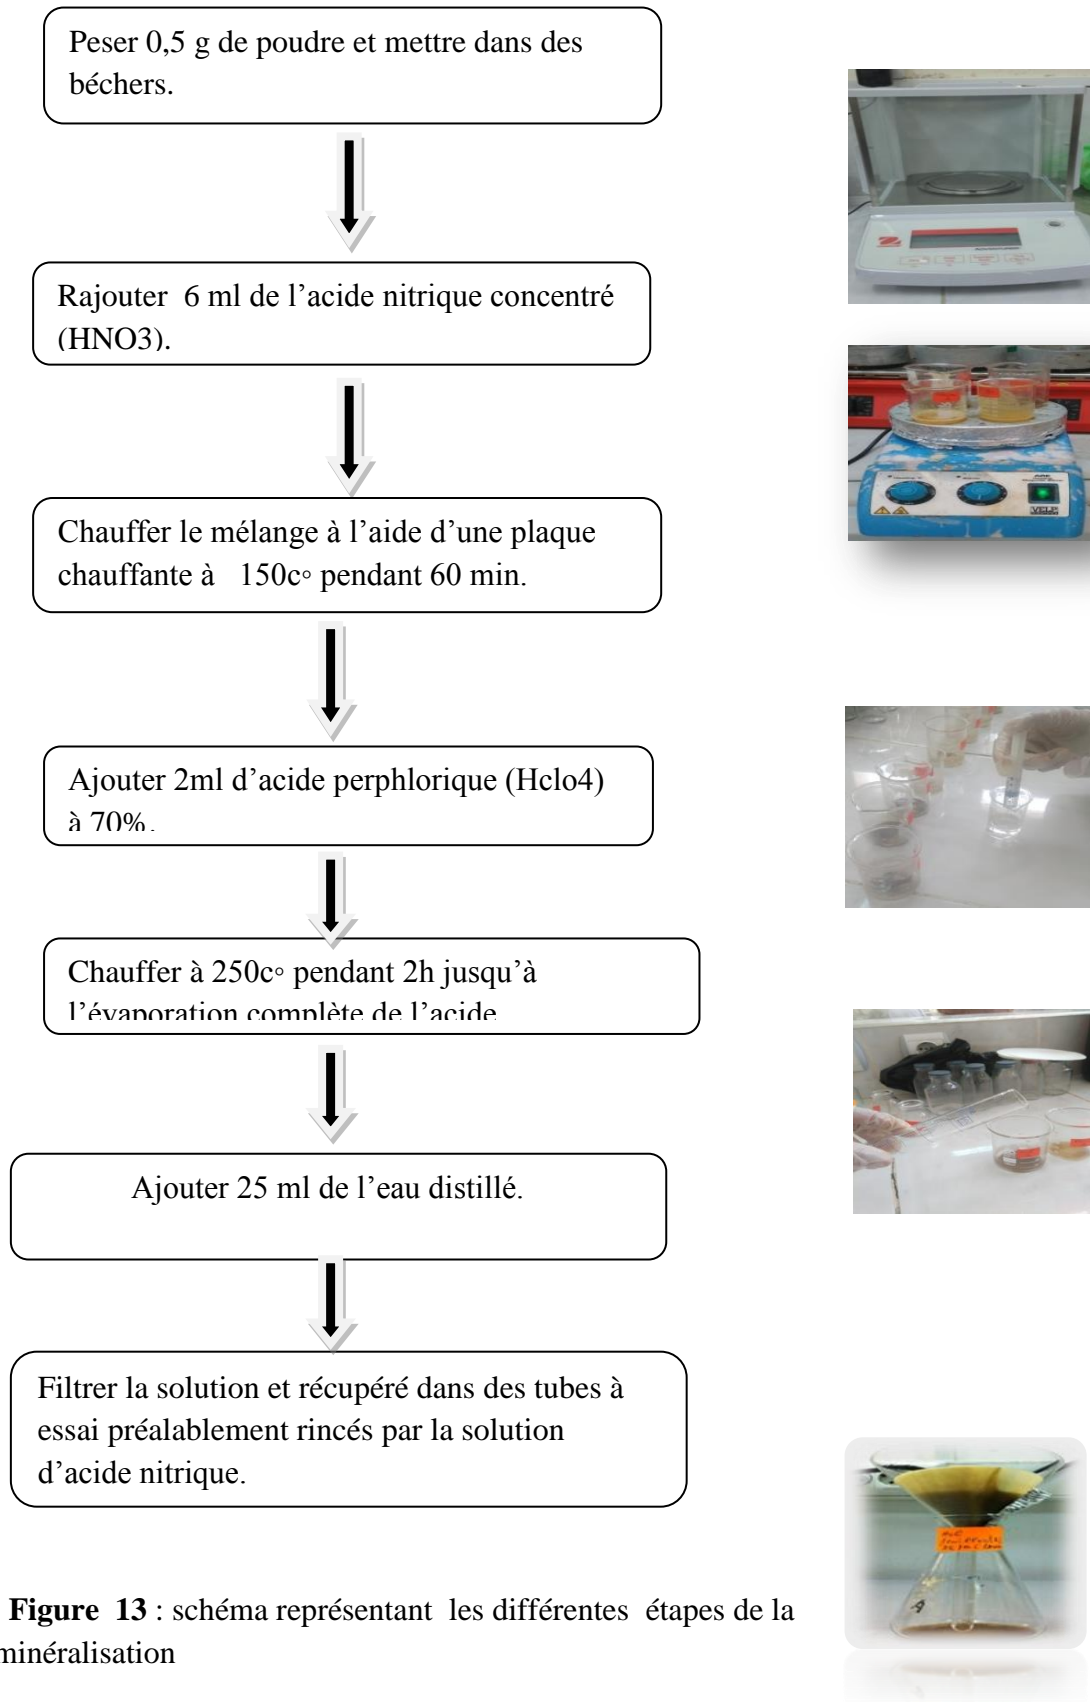 Peser 0,5 g de poudre et mettre dans des
béchers.
Rajouter 6 ml de l’acide nitrique concentré
(HNO3).
Chauffer le mélange à l’aide d’une plaque
chauffante à 150c◦ pendant 60 min.
Ajouter 2ml d’acide perphlorique (Hclo4)
à 70%.
Chauffer à 250c◦ pendant 2h jusqu’à
l’évaporation complète de l’acide
Ajouter 25 ml de l’eau distillé.
Filtrer la solution et récupéré dans des tubes à
essai préalablement rincés par la solution
d’acide nitrique.
Figure 13 : schéma représentant les différentes étapes de la
minéralisation
VELP